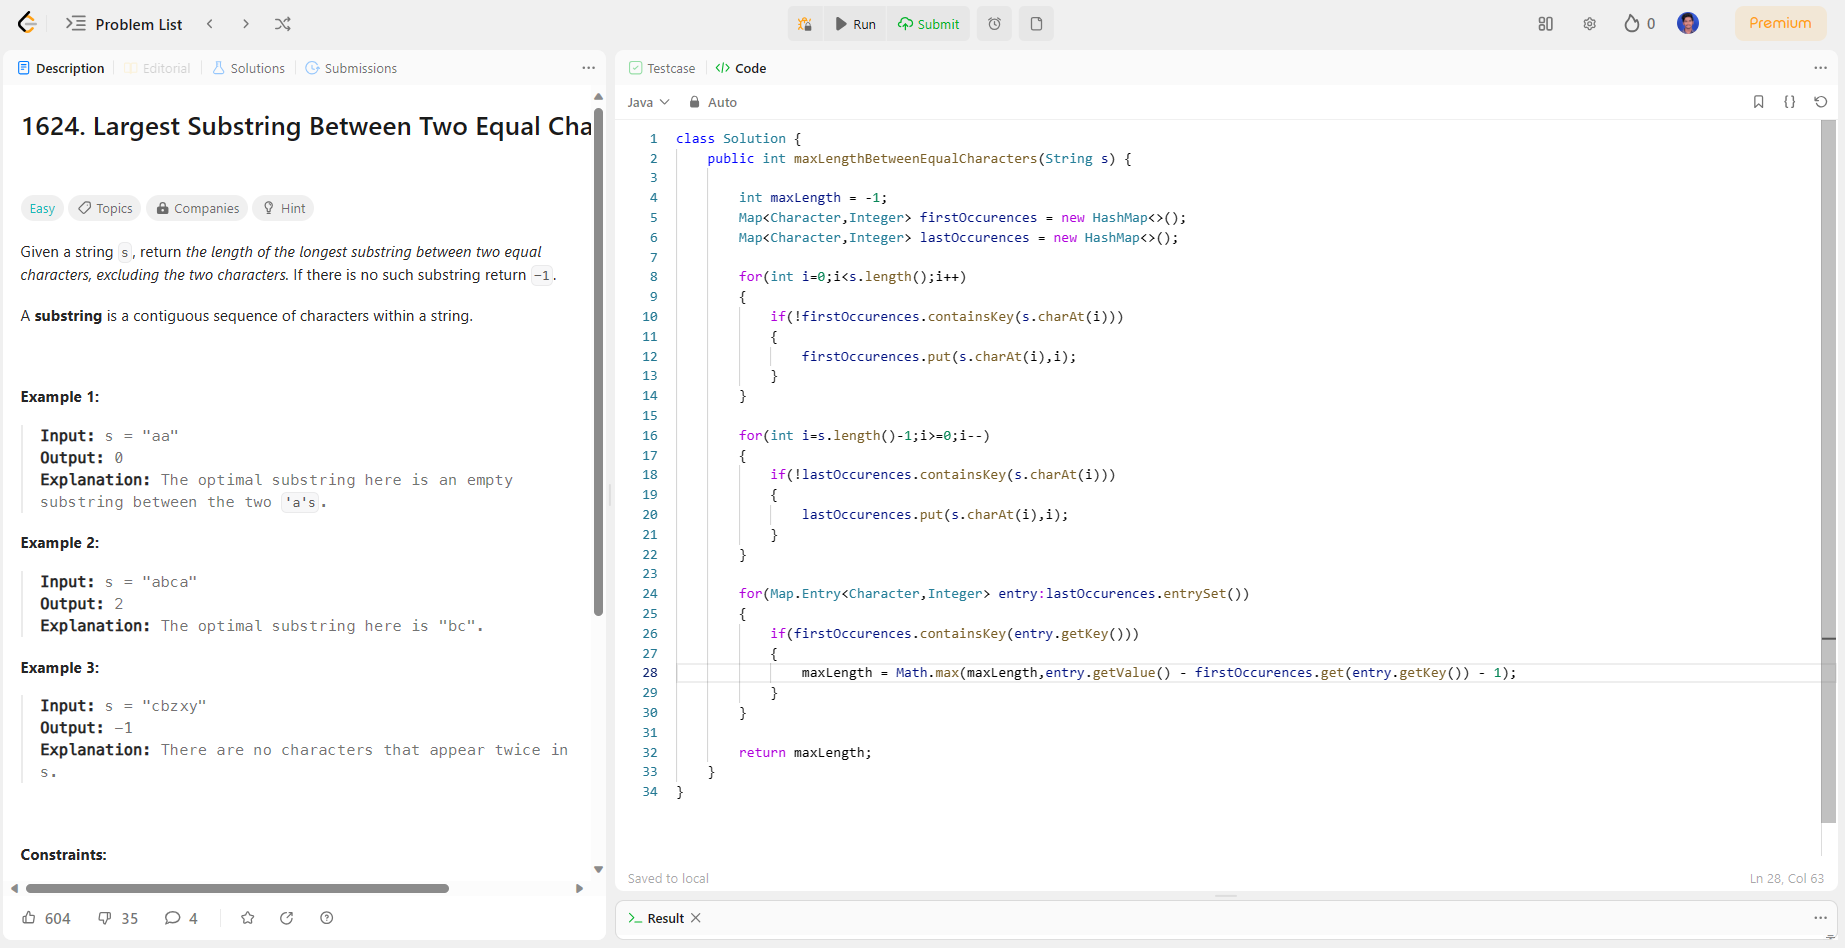 Problem List
Run
Submit
0
Premium
Description
Editorial
Solutions
Submissions
1624. Largest Substring Between Two Equal Cha
Easy
Topics
Companies
Hint
Given a string s, return the length of the longest substring between two equal
characters, excluding the two characters. If there is no such substring return -1.
A substring is a contiguous sequence of characters within a string.
Example 1:
Input: s = "aa"
Output: 0
Explanation: The optimal substring here is an empty
substring between the two 'a's.
Example 2:
Input: s = "abca"
Output: 2
Explanation: The optimal substring here is "bc".
Example 3:
Input: s = "cbzxy"
Output: -1
Explanation: There are no characters that appear twice in
s.
Constraints:
604
35
4
Testcase
Code
Java
Auto
1 class Solution {
2 public int maxLengthBetweenEqualCharacters(String s) {
3
4 int maxLength = -1;
5 Map<Character,Integer> firstOccurences = new HashMap<>();
6 Map<Character,Integer> lastOccurences = new HashMap<>();
7
8 for(int i=0;i<s.length();i++)
9 {
10 if(!firstOccurences.containsKey(s.charAt(i)))
11 {
12 firstOccurences.put(s.charAt(i),i);
13 }
14 }
15
16 for(int i=s.length()-1;i>=0;i--)
17 {
18 if(!lastOccurences.containsKey(s.charAt(i)))
19 {
20 lastOccurences.put(s.charAt(i),i);
21 }
22 }
23
24 for(Map.Entry<Character,Integer> entry:lastOccurences.entrySet())
25 {
26 if(firstOccurences.containsKey(entry.getKey()))
27 {
28 maxLength = Math.max(maxLength,entry.getValue() - firstOccurences.get(entry.getKey()) - 1);
29 }
30 }
31
32 return maxLength;
33 }
34 }
Saved to local
Ln 28, Col 63
Result